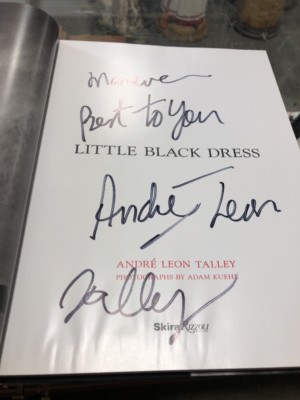 Best to You
LITTLE BLACK DRESS
André Leon
ANDRÉ LEON TALLEY
PHOTOGRAPHS BY ADAM KUEHL
Talley
Skira Rizzoli